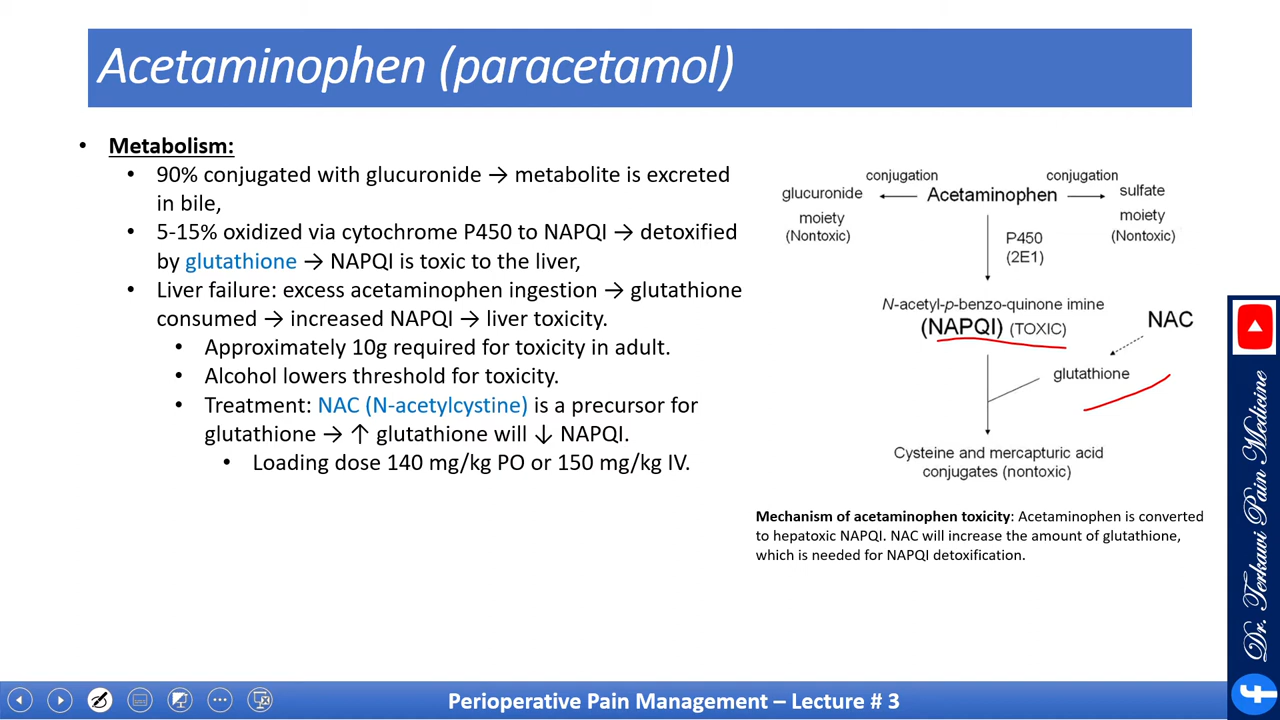 Acetaminophen (paracetamol)
• Metabolism:
• 90% conjugated with glucuronide → metabolite is excreted
in bile,
• 5-15% oxidized via cytochrome P450 to NAPQI → detoxified
by glutathione → NAPQI is toxic to the liver,
• Liver failure: excess acetaminophen ingestion → glutathione
consumed → increased NAPQI → liver toxicity.
• Approximately 10g required for toxicity in adult.
• Alcohol lowers threshold for toxicity.
• Treatment: NAC (N-acetylcystine) is a precursor for
glutathione → ↑ glutathione will ↓ NAPQI.
• Loading dose 140 mg/kg PO or 150 mg/kg IV.
conjugation
conjugation
glucuronide
Acetaminophen
sulfate
moiety
(Nontoxic)
moiety
(Nontoxic)
P450
(2E1)
N-acetyl-p-benzo-quinone imine
(NAPQI) (TOXIC)
NAC
glutathione
Cysteine and mercapturic acid
conjugates (nontoxic)
Mechanism of acetaminophen toxicity: Acetaminophen is converted
to hepatoxic NAPQI. NAC will increase the amount of glutathione,
which is needed for NAPQI detoxification.
Dr. Terkawi Pain Medicine
Perioperative Pain Management – Lecture # 3